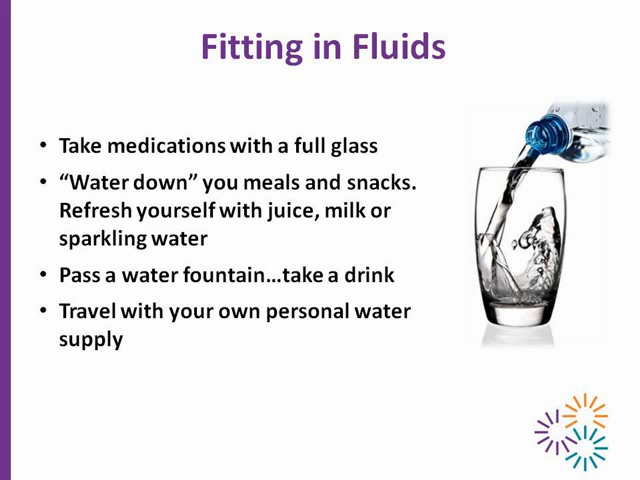 Fitting in Fluids
• Take medications with a full glass
• “Water down” you meals and snacks.
Refresh yourself with juice, milk or
sparkling water
• Pass a water fountain…take a drink
• Travel with your own personal water
supply